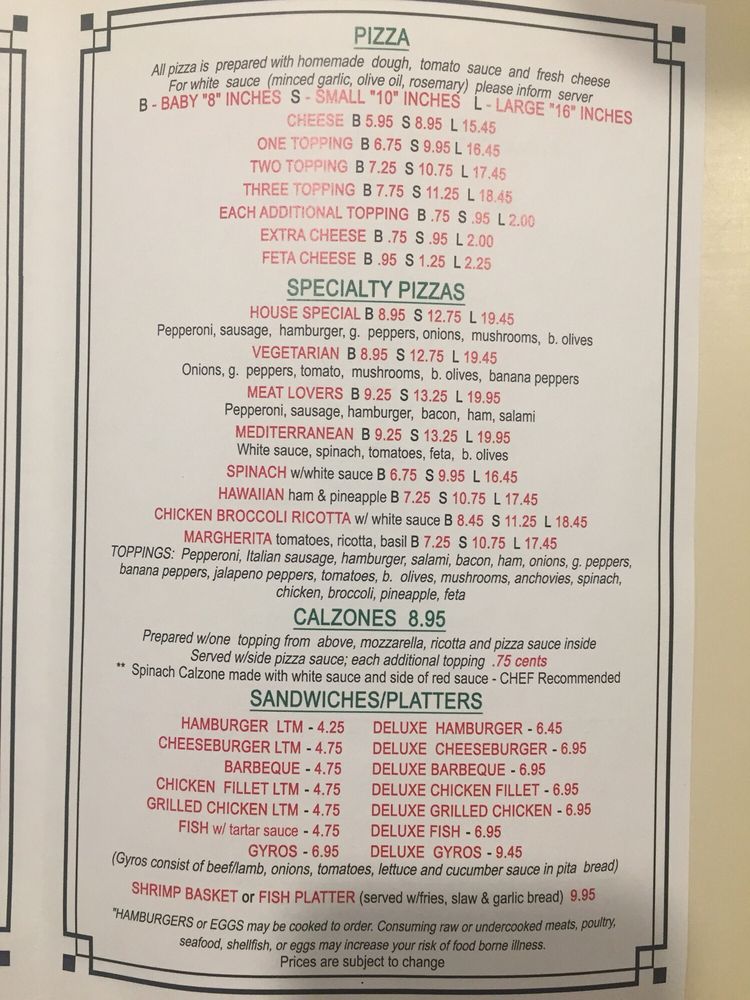 PIZZA
All pizza is prepared with homemade dough, tomato sauce and fresh cheese
For white sauce (minced garlic, olive oil, rosemary) please inform server
B - BABY "8" INCHES S - SMALL "10" INCHES L - LARGE "16" INCHES
CHEESE B 5.95 S 8.95 L 15.45
ONE TOPPING B 6.75 S 9.95 L 16.45
TWO TOPPING B 7.25 S 10.75 L 17.45
THREE TOPPING B 7.75 S 11.25 L 18.45
EACH ADDITIONAL TOPPING B .75 S .95 L 2.00
EXTRA CHEESE B .75 S .95 L 2.00
FETA CHEESE B .95 S 1.25 L 2.25
SPECIALTY PIZZAS
HOUSE SPECIAL B 8.95 S 12.75 L 19.45
Pepperoni, sausage, hamburger, g. peppers, onions, mushrooms, b. olives
VEGETARIAN B 8.95 S 12.75 L 19.45
Onions, g. peppers, tomato, mushrooms, b. olives, banana peppers
MEAT LOVERS B 9.25 S 13.25 L 19.95
Pepperoni, sausage, hamburger, bacon, ham, salami
MEDITERRANEAN B 9.25 S 13.25 L 19.95
White sauce, spinach, tomatoes, feta, b. olives
SPINACH w/white sauce B 6.75 S 9.95 L 16.45
HAWAIIAN ham & pineapple B 7.25 S 10.75 L 17.45
CHICKEN BROCCOLI RICOTTA w/ white sauce B 8.45 S 11.25 L 18.45
MARGHERITA tomatoes, ricotta, basil B 7.25 S 10.75 L 17.45
TOPPINGS: Pepperoni, Italian sausage, hamburger, salami, bacon, ham, onions, g. peppers,
banana peppers, jalapeno peppers, tomatoes, b. olives, mushrooms, anchovies, spinach,
chicken, broccoli, pineapple, feta
CALZONES 8.95
Prepared w/one topping from above, mozzarella, ricotta and pizza sauce inside
Served w/side pizza sauce; each additional topping .75 cents
** Spinach Calzone made with white sauce and side of red sauce - CHEF Recommended
SANDWICHES/PLATTERS
HAMBURGER LTM - 4.25 DELUXE HAMBURGER - 6.45
CHEESEBURGER LTM - 4.75 DELUXE CHEESEBURGER - 6.95
BARBEQUE - 4.75 DELUXE BARBEQUE - 6.95
CHICKEN FILLET LTM - 4.75 DELUXE CHICKEN FILLET - 6.95
GRILLED CHICKEN LTM - 4.75 DELUXE GRILLED CHICKEN - 6.95
FISH w/ tartar sauce - 4.75 DELUXE FISH - 6.95
GYROS - 6.95 DELUXE GYROS - 9.45
(Gyros consist of beef/lamb, onions, tomatoes, lettuce and cucumber sauce in pita bread)
SHRIMP BASKET or FISH PLATTER (served w/fries, slaw & garlic bread) 9.95
"HAMBURGERS or EGGS may be cooked to order. Consuming raw or undercooked meats, poultry,
seafood, shellfish, or eggs may increase your risk of food borne illness.
Prices are subject to change